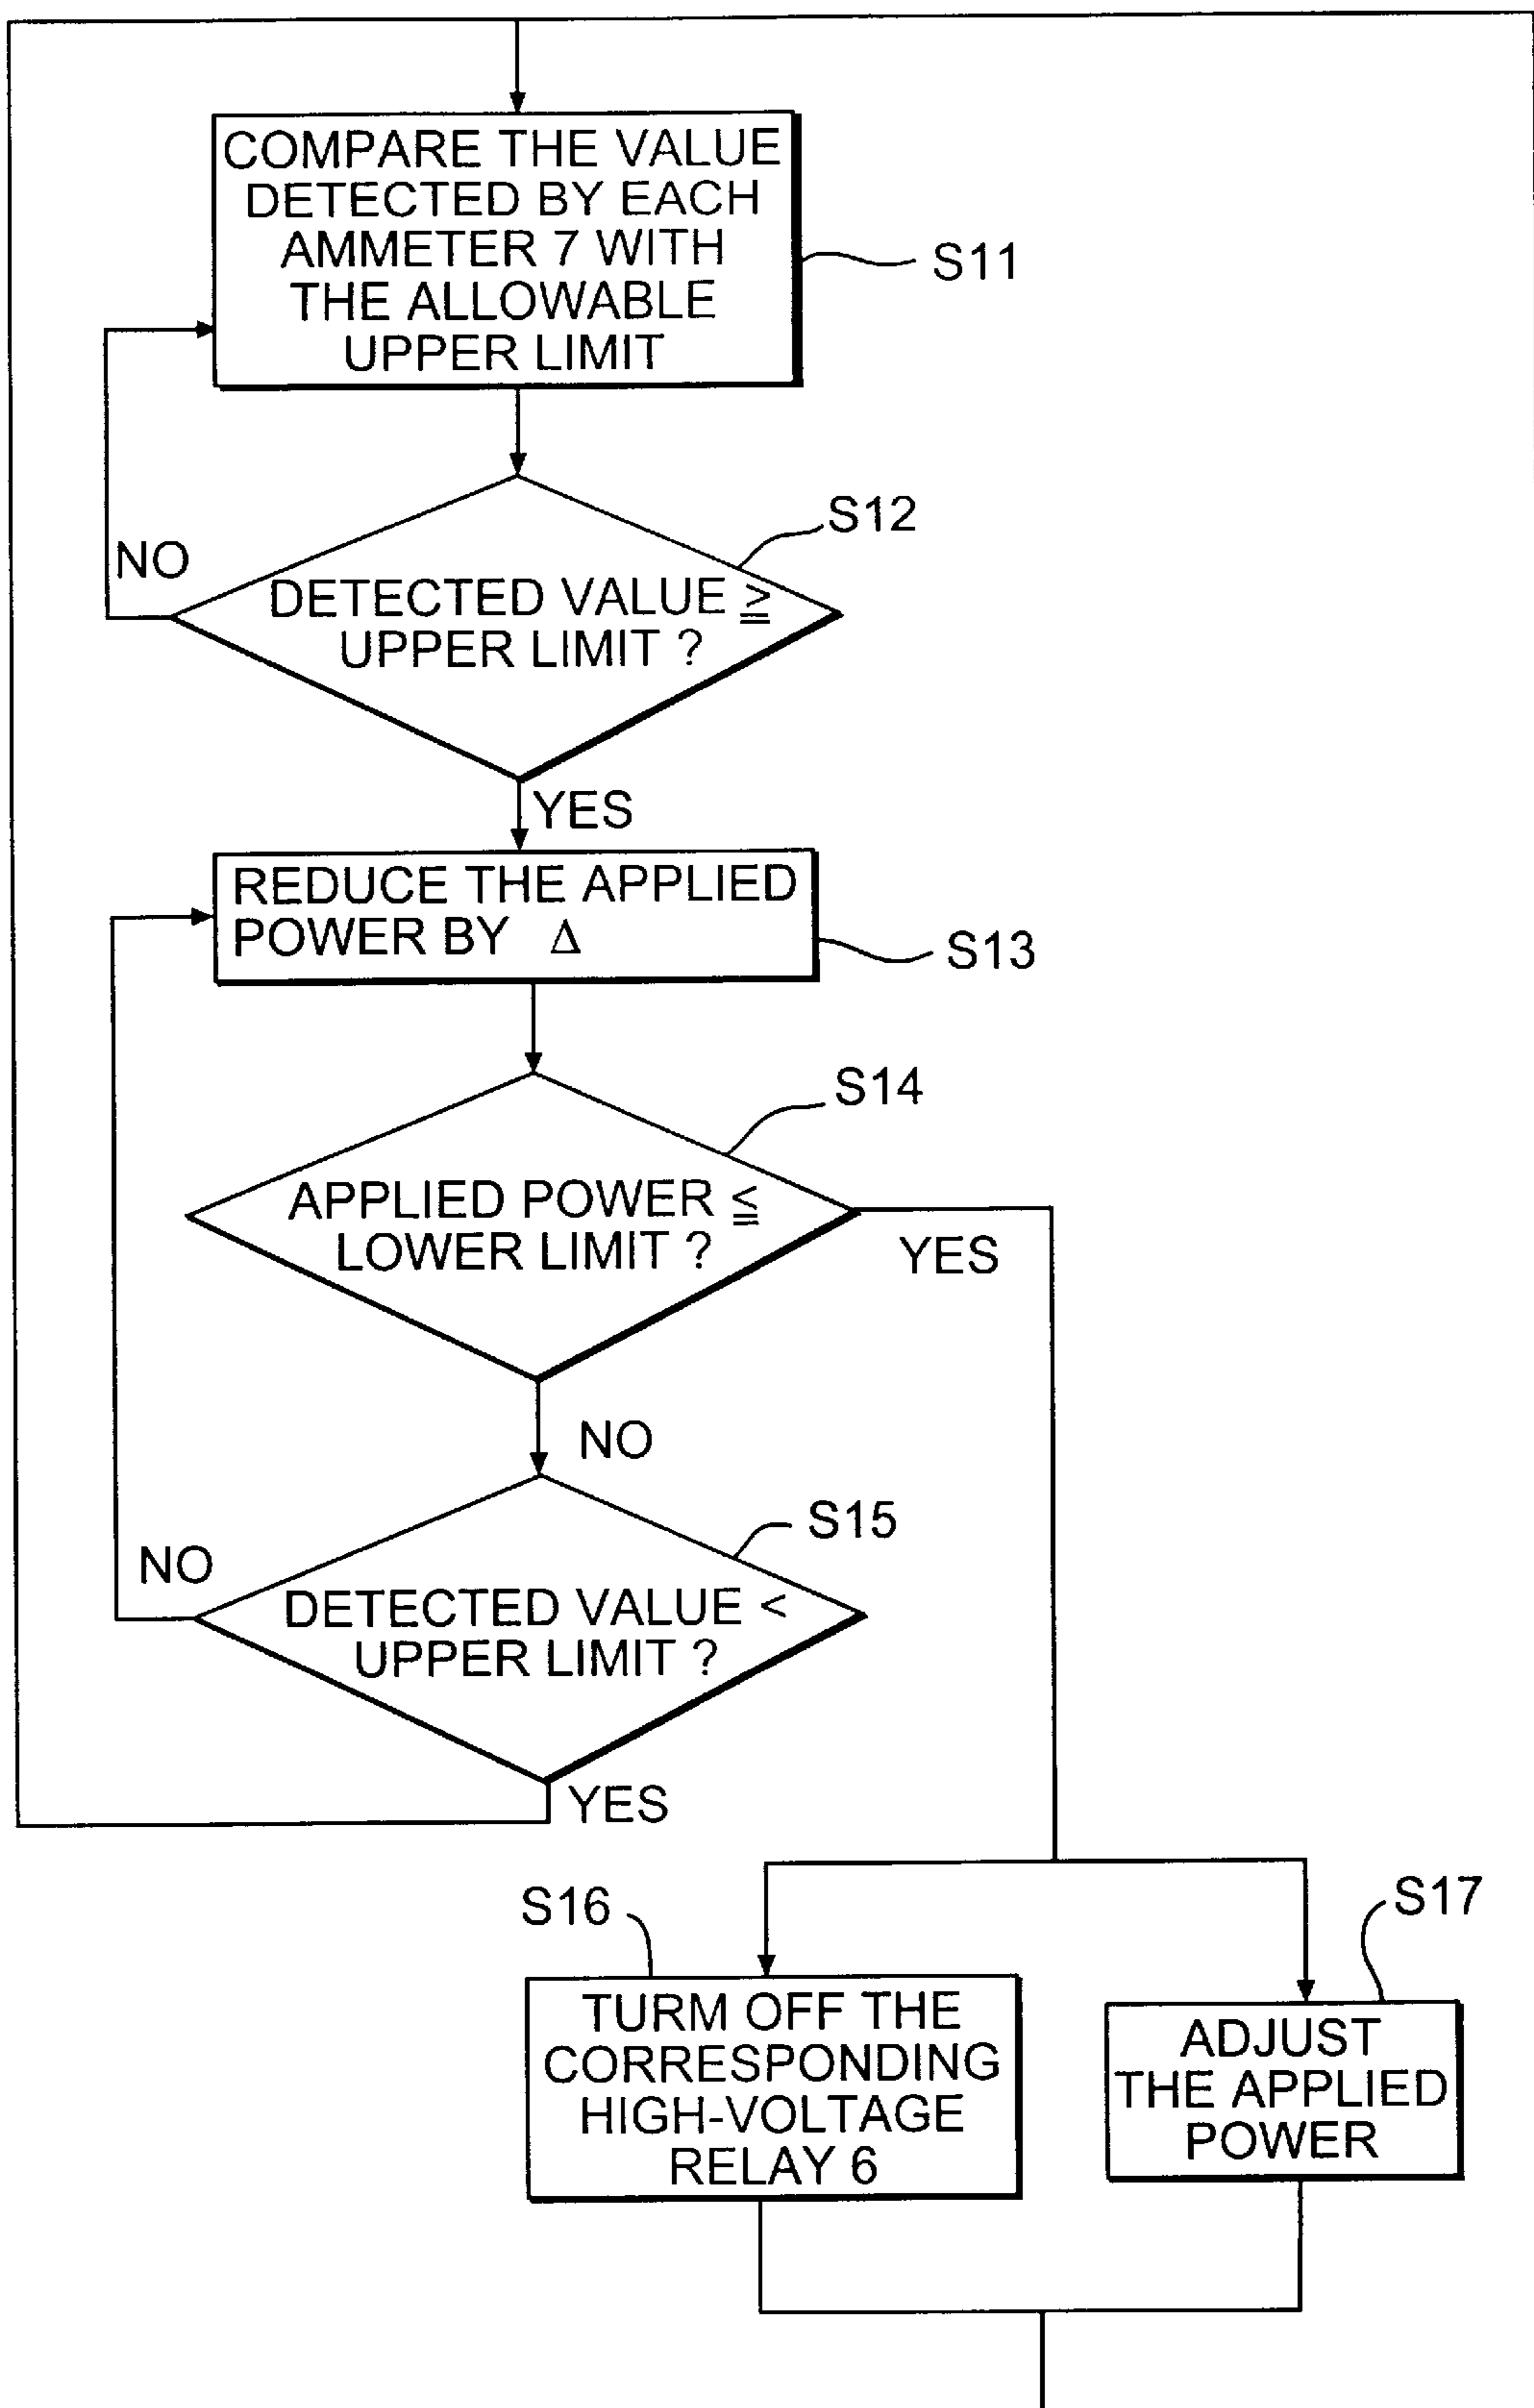 COMPARE THE VALUE
DETECTED BY EACH
AMMETER 7 WITH
THE ALLOWABLE
UPPER LIMIT
S11
S12
NO
DETECTED VALUE ≧
UPPER LIMIT ?
YES
REDUCE THE APPLIED
POWER BY Δ
S13
S14
APPLIED POWER ≦
LOWER LIMIT ?
YES
NO
S15
NO
DETECTED VALUE <
UPPER LIMIT ?
YES
S16
S17
TURM OFF THE
CORRESPONDING
HIGH-VOLTAGE
RELAY 6
ADJUST
THE APPLIED
POWER